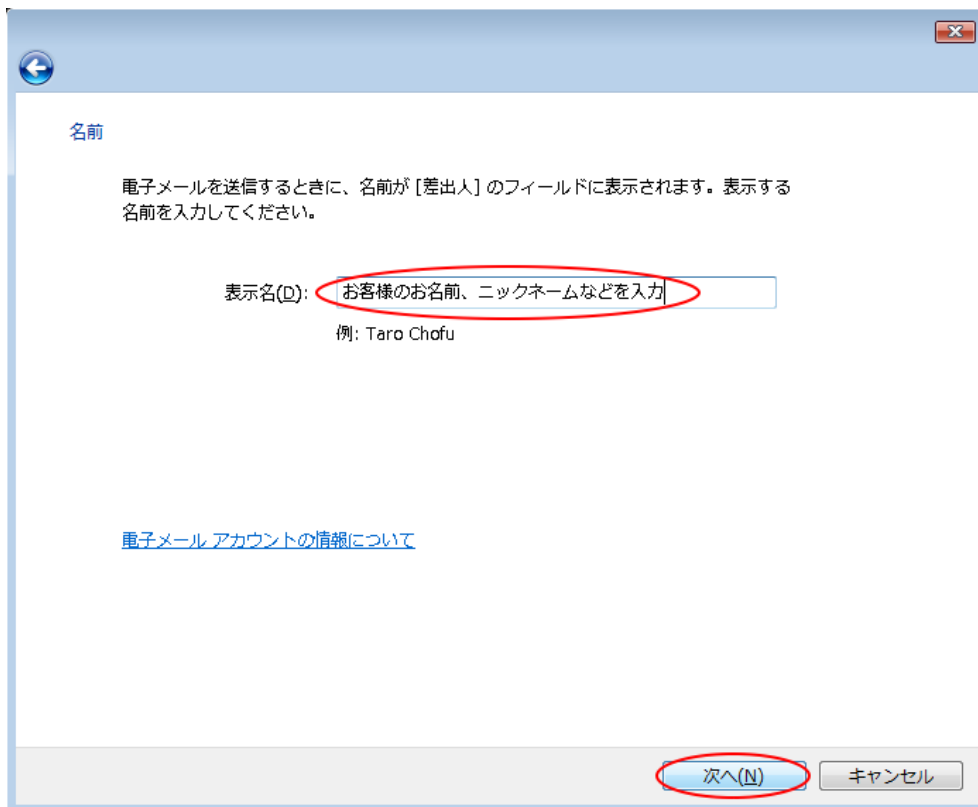 名前
電子メールを送信するときに、名前が [差出人] のフィールドに表示されます。表示する
名前を入力してください。
表示名(D): お客様のお名前、ニックネームなどを入力
例: Taro Chofu
電子メール アカウントの情報について
次へ(N) キャンセル